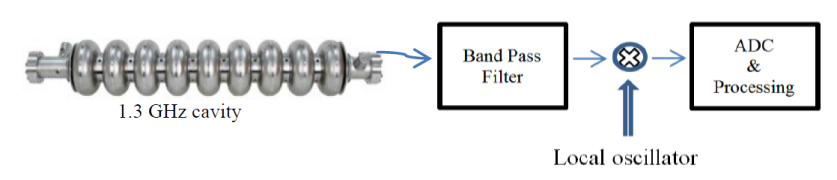 1.3 GHz cavity
Band Pass
Filter
ADC
&
Processing
Local oscillator